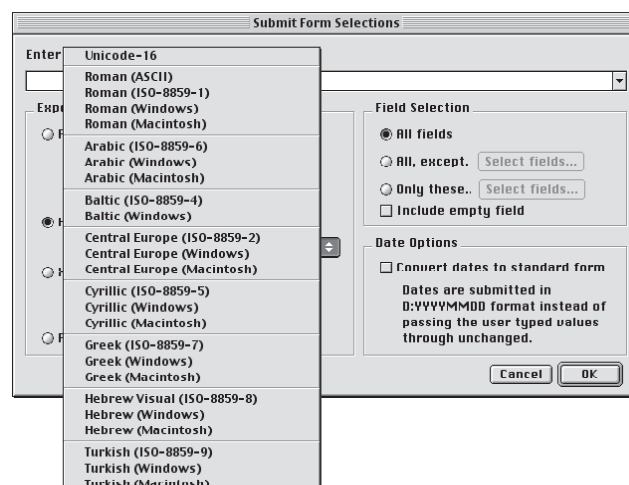 Submit Form Selections
Enter
Unicode-16
Roman (ASCII)
Roman (ISO-8859-1)
Roman (Windows)
Roman (Macintosh)
Arabic (ISO-8859-6)
Arabic (Windows)
Arabic (Macintosh)
Baltic (ISO-8859-4)
Baltic (Windows)
Central Europe (ISO-8859-2)
Central Europe (Windows)
Central Europe (Macintosh)
Cyrillic (ISO-8859-5)
Cyrillic (Windows)
Cyrillic (Macintosh)
Greek (ISO-8859-7)
Greek (Windows)
Greek (Macintosh)
Hebrew Visual (ISO-8859-8)
Hebrew (Windows)
Hebrew (Macintosh)
Turkish (ISO-8859-9)
Turkish (Windows)
Turkish (Macintosh)
Field Selection
All fields
All, except. Select fields...
Only these.. Select fields...
Include empty field
Date Options
Convert dates to standard form
Dates are submitted in
D:YYYYMMDD format instead of
passing the user typed values
through unchanged.
Cancel OK